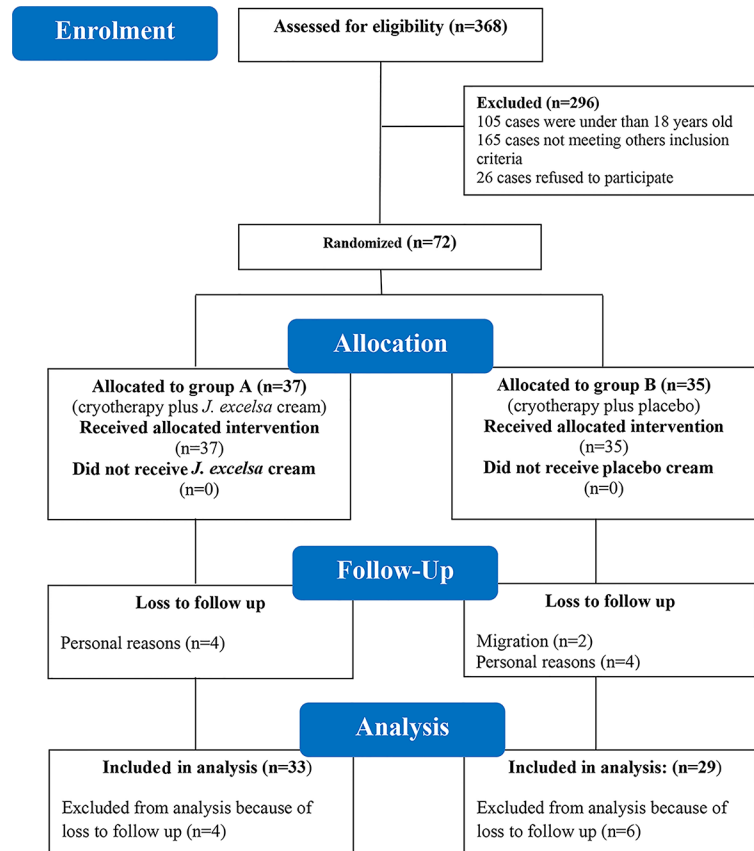 Enrolment
Assessed for eligibility (n=368)
Excluded (n=296)
105 cases were under than 18 years old
165 cases not meeting others inclusion
criteria
26 cases refused to participate
Randomized (n=72)
Allocation
Allocated to group A (n=37)
(cryotherapy plus J. excelsa cream)
Received allocated intervention
(n=37)
Did not receive J. excelsa cream
(n=0)
Allocated to group B (n=35)
(cryotherapy plus placebo)
Received allocated intervention
(n=35)
Did not receive placebo cream
(n=0)
Follow-Up
Loss to follow up
Personal reasons (n=4)
Loss to follow up
Migration (n=2)
Personal reasons (n=4)
Analysis
Included in analysis (n=33)
Excluded from analysis because of
loss to follow up (n=4)
Included in analysis: (n=29)
Excluded from analysis because of
loss to follow up (n=6)